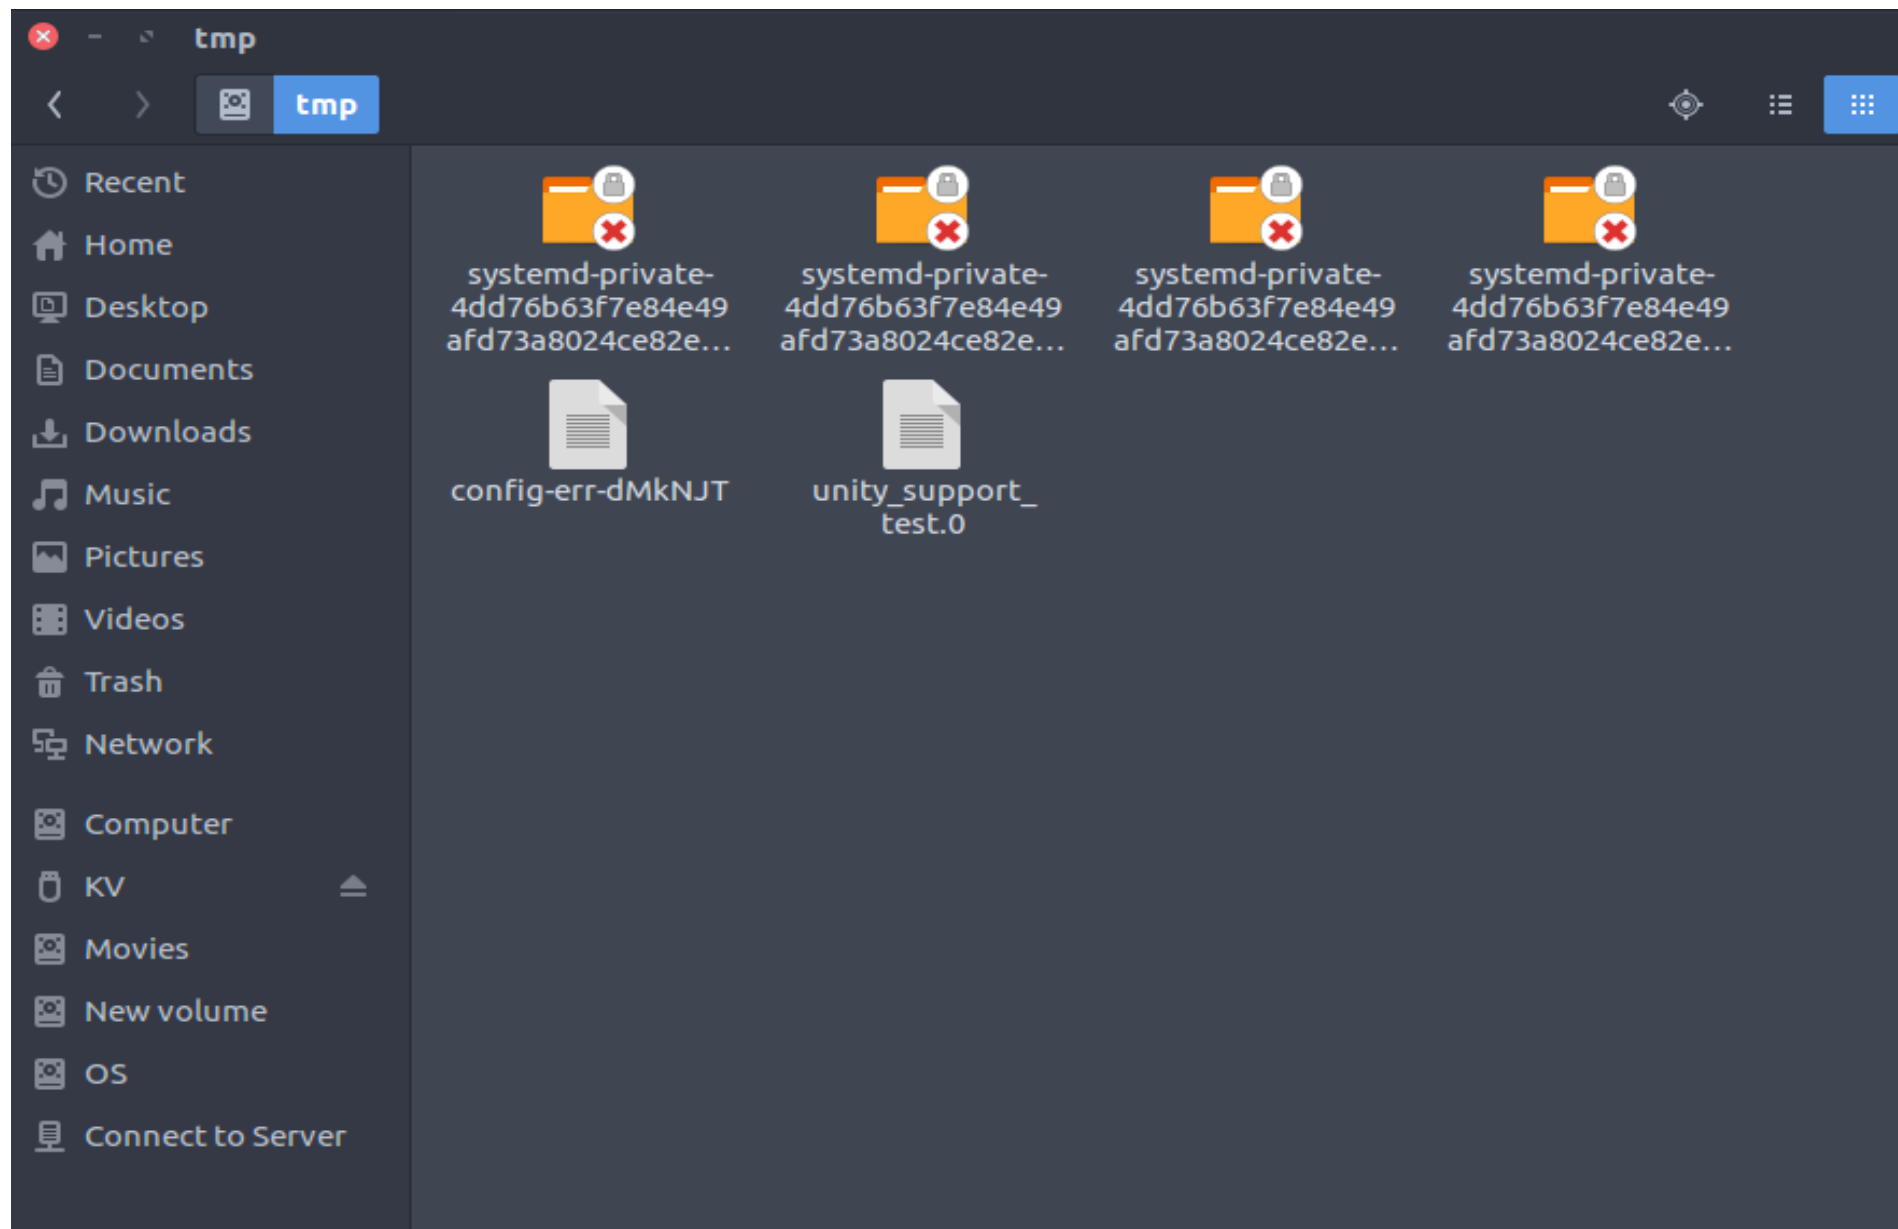 tmp
tmp
Recent
Home
Desktop
Documents
Downloads
Music
Pictures
Videos
Trash
Network
Computer
KV
Movies
New volume
OS
Connect to Server
systemd-private-
4dd76b63f7e84e49
afd73a8024ce82e...
systemd-private-
4dd76b63f7e84e49
afd73a8024ce82e...
systemd-private-
4dd76b63f7e84e49
afd73a8024ce82e...
systemd-private-
4dd76b63f7e84e49
afd73a8024ce82e...
config-err-dMkNJT
unity_support_
test.0